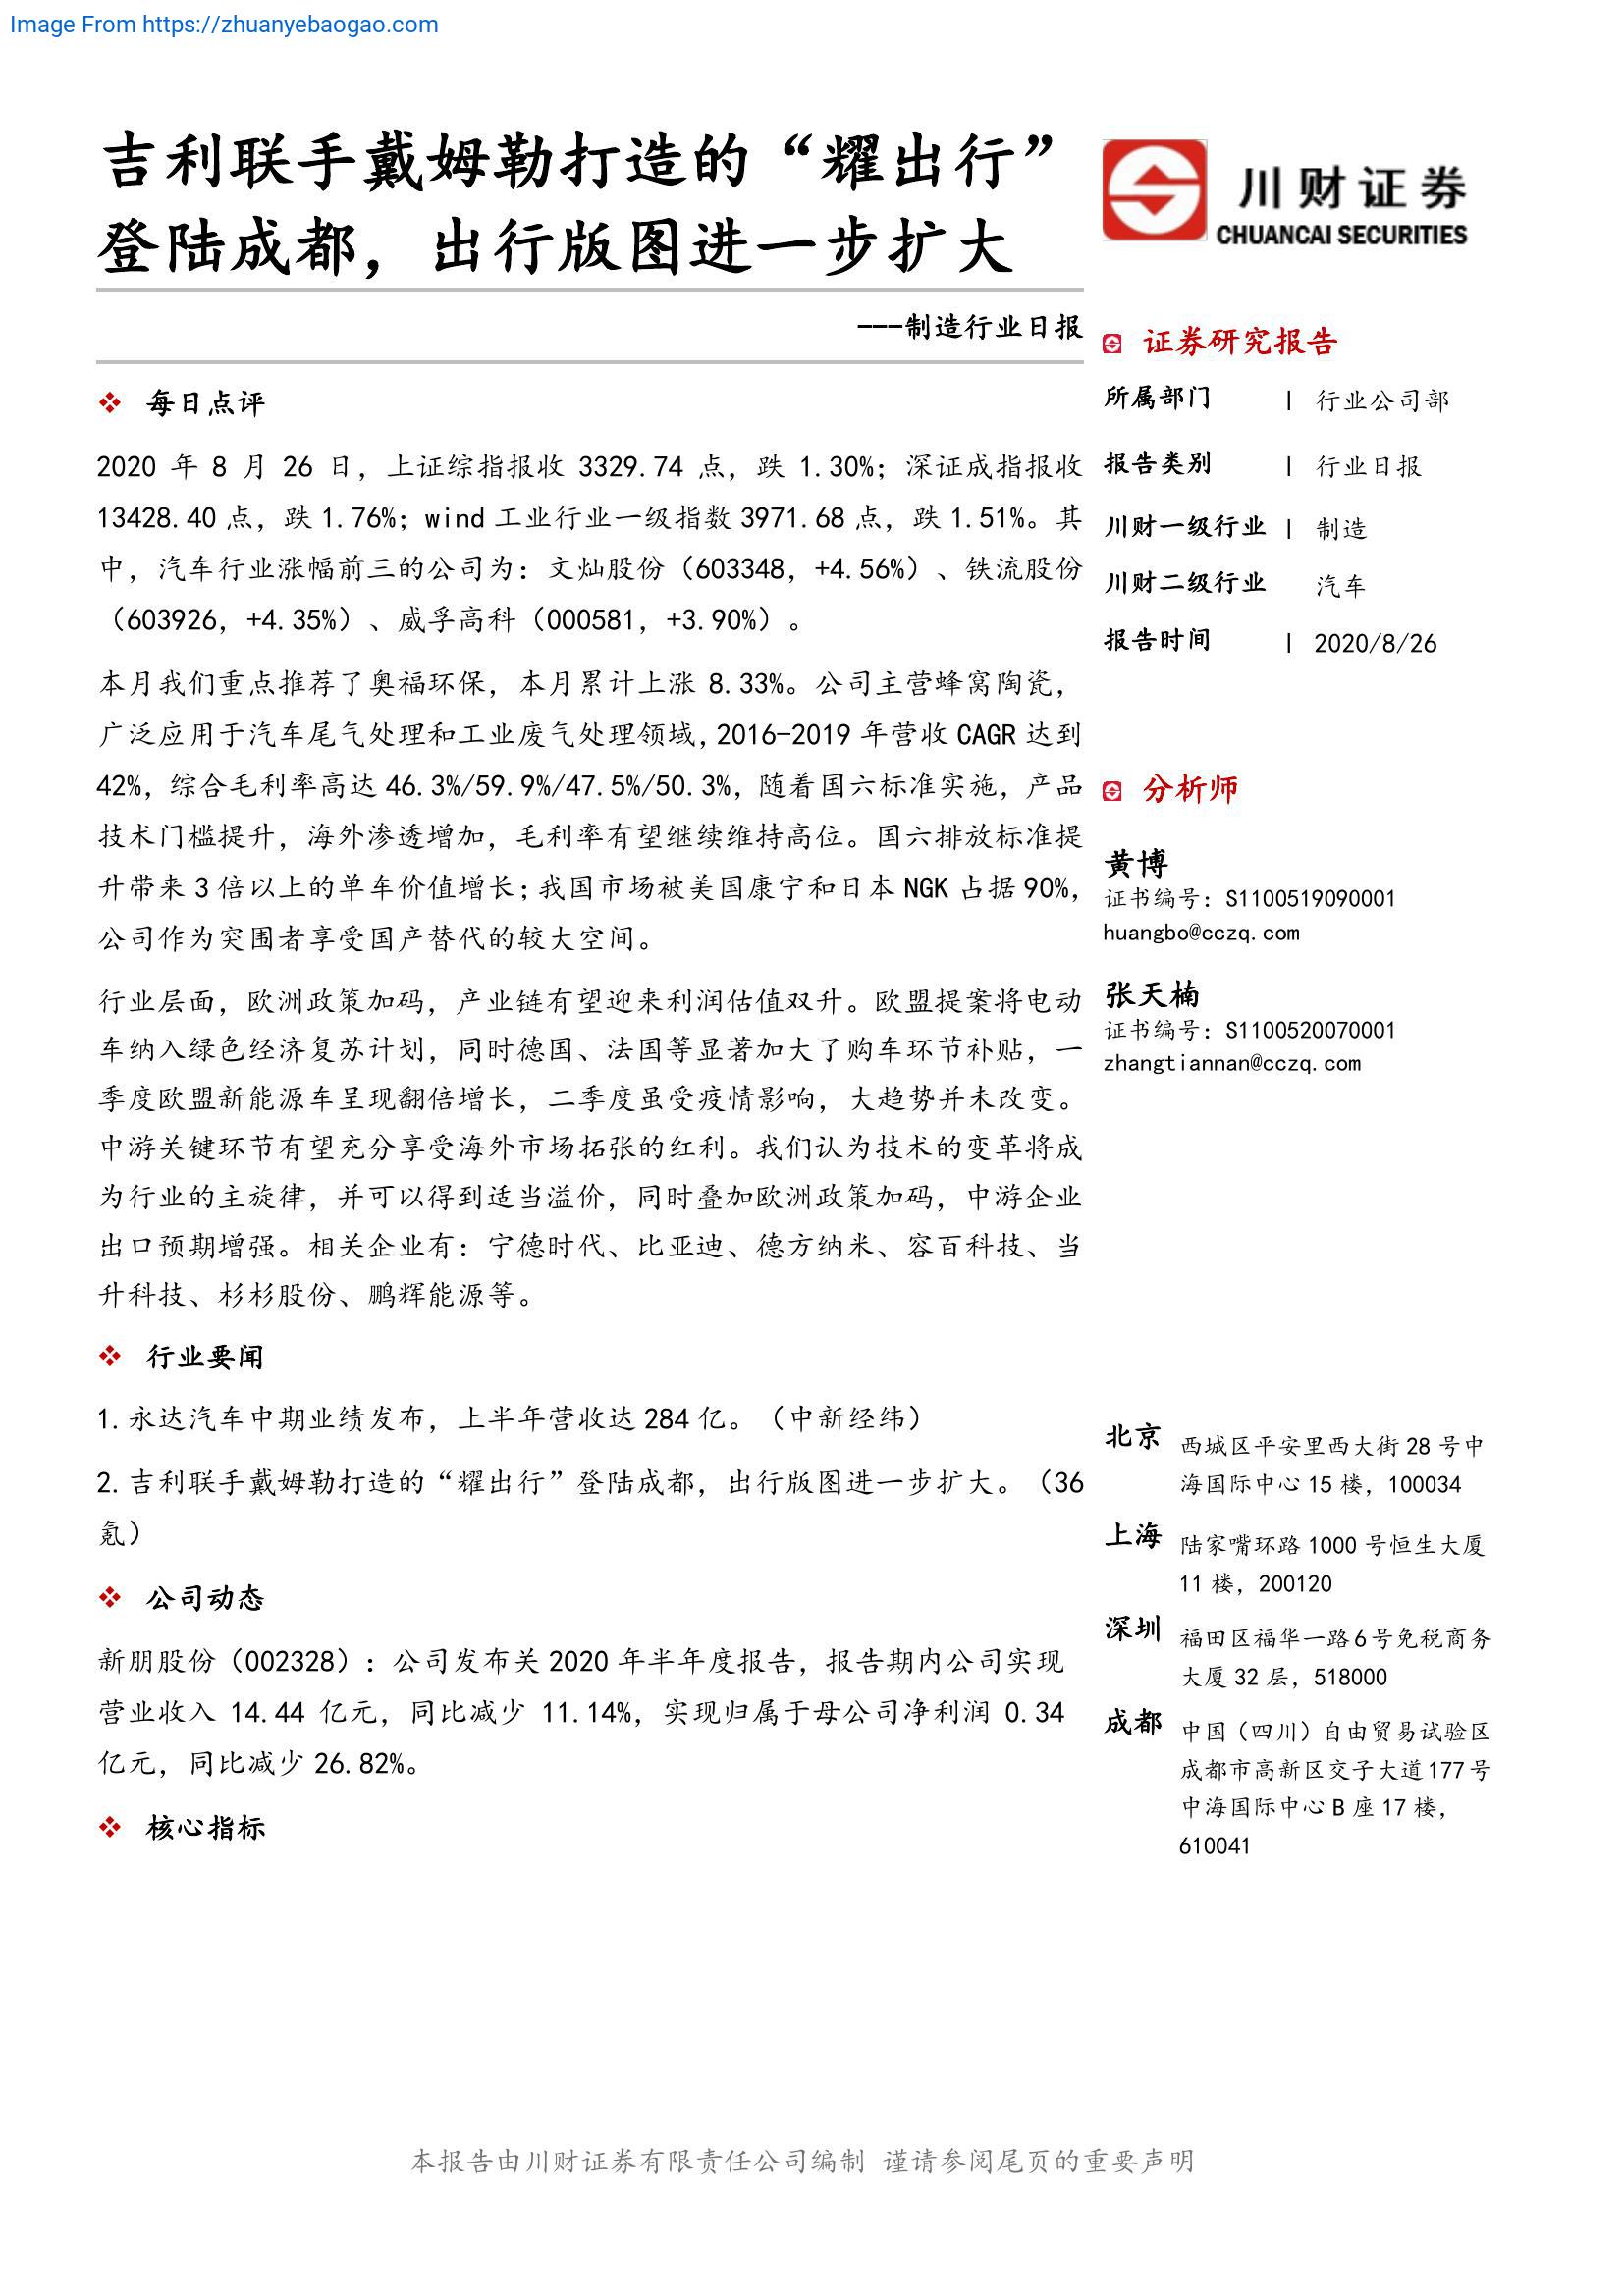 Image From https://zhuanyebaogao.com
吉利联手戴姆勒打造的“耀出行”
登陆成都，出行版图进一步扩大
川财证券
CHUANCAI SECURITIES
---制造行业日报
❖ 每日点评
2020 年 8 月 26 日，上证综指报收 3329.74 点，跌 1.30%；深证成指报收
13428.40 点，跌 1.76%；wind 工业行业一级指数 3971.68 点，跌 1.51%。其
中，汽车行业涨幅前三的公司为：文灿股份（603348，+4.56%）、铁流股份
（603926，+4.35%）、威孚高科（000581，+3.90%）。
本月我们重点推荐了奥福环保，本月累计上涨 8.33%。公司主营蜂窝陶瓷，
广泛应用于汽车尾气处理和工业废气处理领域，2016-2019 年营收 CAGR 达到
42%，综合毛利率高达 46.3%/59.9%/47.5%/50.3%，随着国六标准实施，产品
技术门槛提升，海外渗透增加，毛利率有望继续维持高位。国六排放标准提
升带来 3 倍以上的单车价值增长；我国市场被美国康宁和日本 NGK 占据 90%，
公司作为突围者享受国产替代的较大空间。
行业层面，欧洲政策加码，产业链有望迎来利润估值双升。欧盟提案将电动
车纳入绿色经济复苏计划，同时德国、法国等显著加大了购车环节补贴，一
季度欧盟新能源车呈现翻倍增长，二季度虽受疫情影响，大趋势并未改变。
中游关键环节有望充分享受海外市场拓张的红利。我们认为技术的变革将成
为行业的主旋律，并可以得到适当溢价，同时叠加欧洲政策加码，中游企业
出口预期增强。相关企业有：宁德时代、比亚迪、德方纳米、容百科技、当
升科技、杉杉股份、鹏辉能源等。
❖ 行业要闻
1. 永达汽车中期业绩发布，上半年营收达 284 亿。（中新经纬）
2. 吉利联手戴姆勒打造的“耀出行”登陆成都，出行版图进一步扩大。（36
氪）
❖ 公司动态
新朋股份（002328）：公司发布关 2020 年半年度报告，报告期内公司实现
营业收入 14.44 亿元，同比减少 11.14%，实现归属于母公司净利润 0.34
亿元，同比减少 26.82%。
❖ 核心指标
证券研究报告
所属部门 | 行业公司部
报告类别 | 行业日报
川财一级行业 | 制造
川财二级行业 汽车
报告时间 | 2020/8/26
分析师
黄博
证书编号：S1100519090001
huangbo@cczq.com
张天楠
证书编号：S1100520070001
zhangtiannan@cczq.com
北京 西城区平安里西大街 28 号中
海国际中心 15 楼，100034
上海 陆家嘴环路 1000 号恒生大厦
11 楼，200120
深圳 福田区福华一路 6 号免税商务
大厦 32 层，518000
成都 中国（四川）自由贸易试验区
成都市高新区交子大道 177 号
中海国际中心 B 座 17 楼，
610041
本报告由川财证券有限责任公司编制 谨请参阅尾页的重要声明